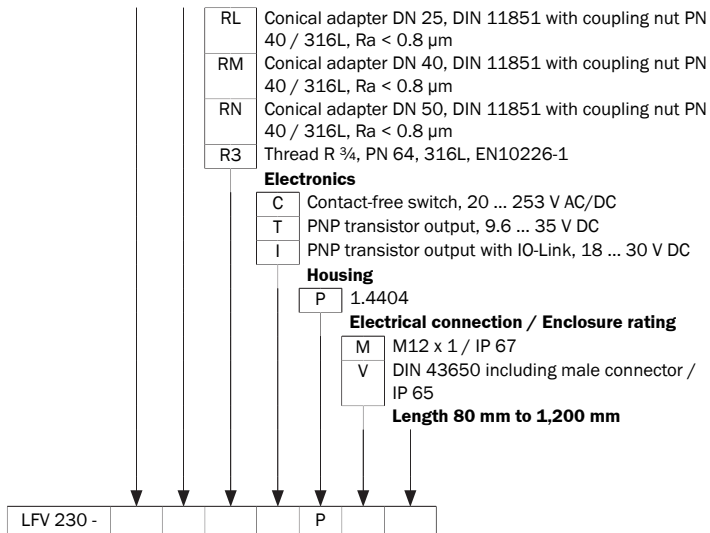 RL Conical adapter DN 25, DIN 11851 with coupling nut PN
40 / 316L, Ra < 0.8 µm
RM Conical adapter DN 40, DIN 11851 with coupling nut PN
40 / 316L, Ra < 0.8 µm
RN Conical adapter DN 50, DIN 11851 with coupling nut PN
40 / 316L, Ra < 0.8 µm
R3 Thread R ¾, PN 64, 316L, EN10226-1
Electronics
C Contact-free switch, 20 ... 253 V AC/DC
T PNP transistor output, 9.6 ... 35 V DC
I PNP transistor output with IO-Link, 18 ... 30 V DC
Housing
P 1.4404
Electrical connection / Enclosure rating
M M12 x 1 / IP 67
V DIN 43650 including male connector /
IP 65
Length 80 mm to 1,200 mm
LFV 230 - P